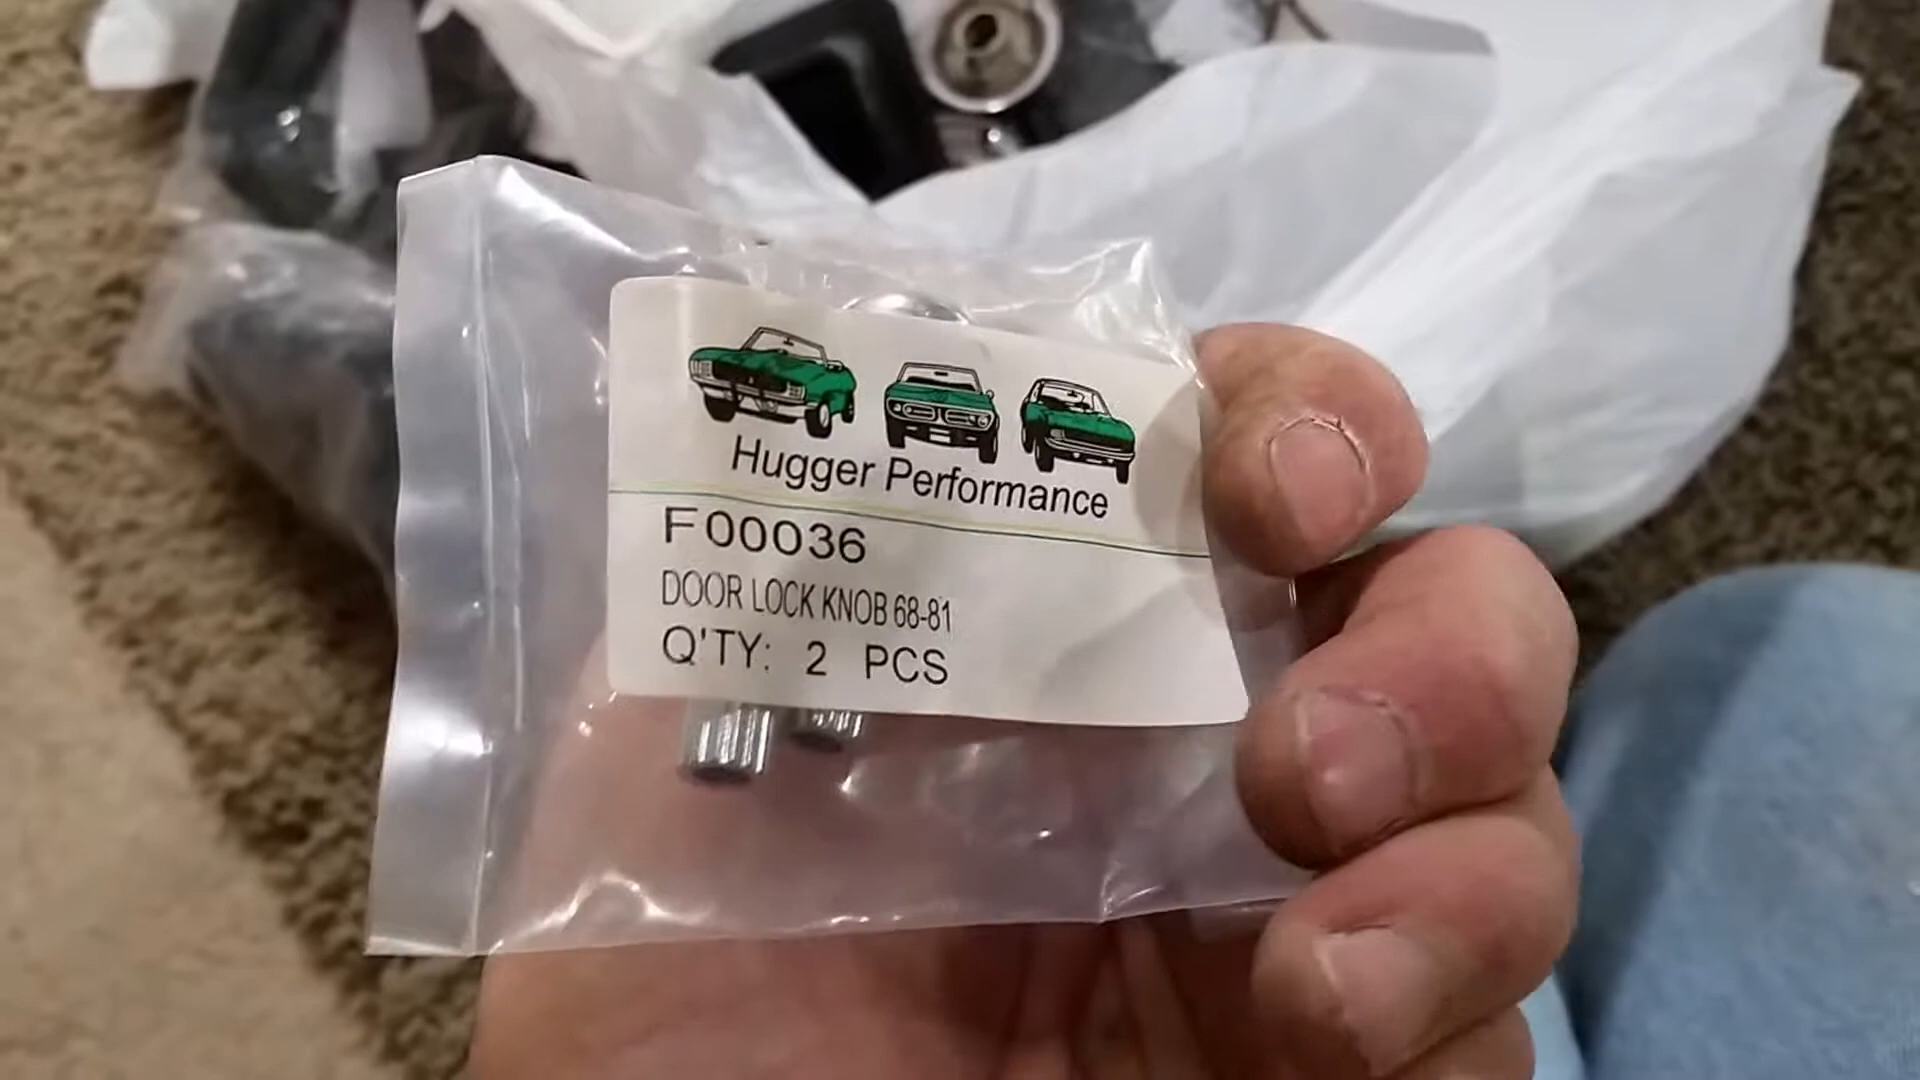 Hugger Performance
F00036
DOOR LOCK KNOB 68-81
Q'TY: 2 PCS